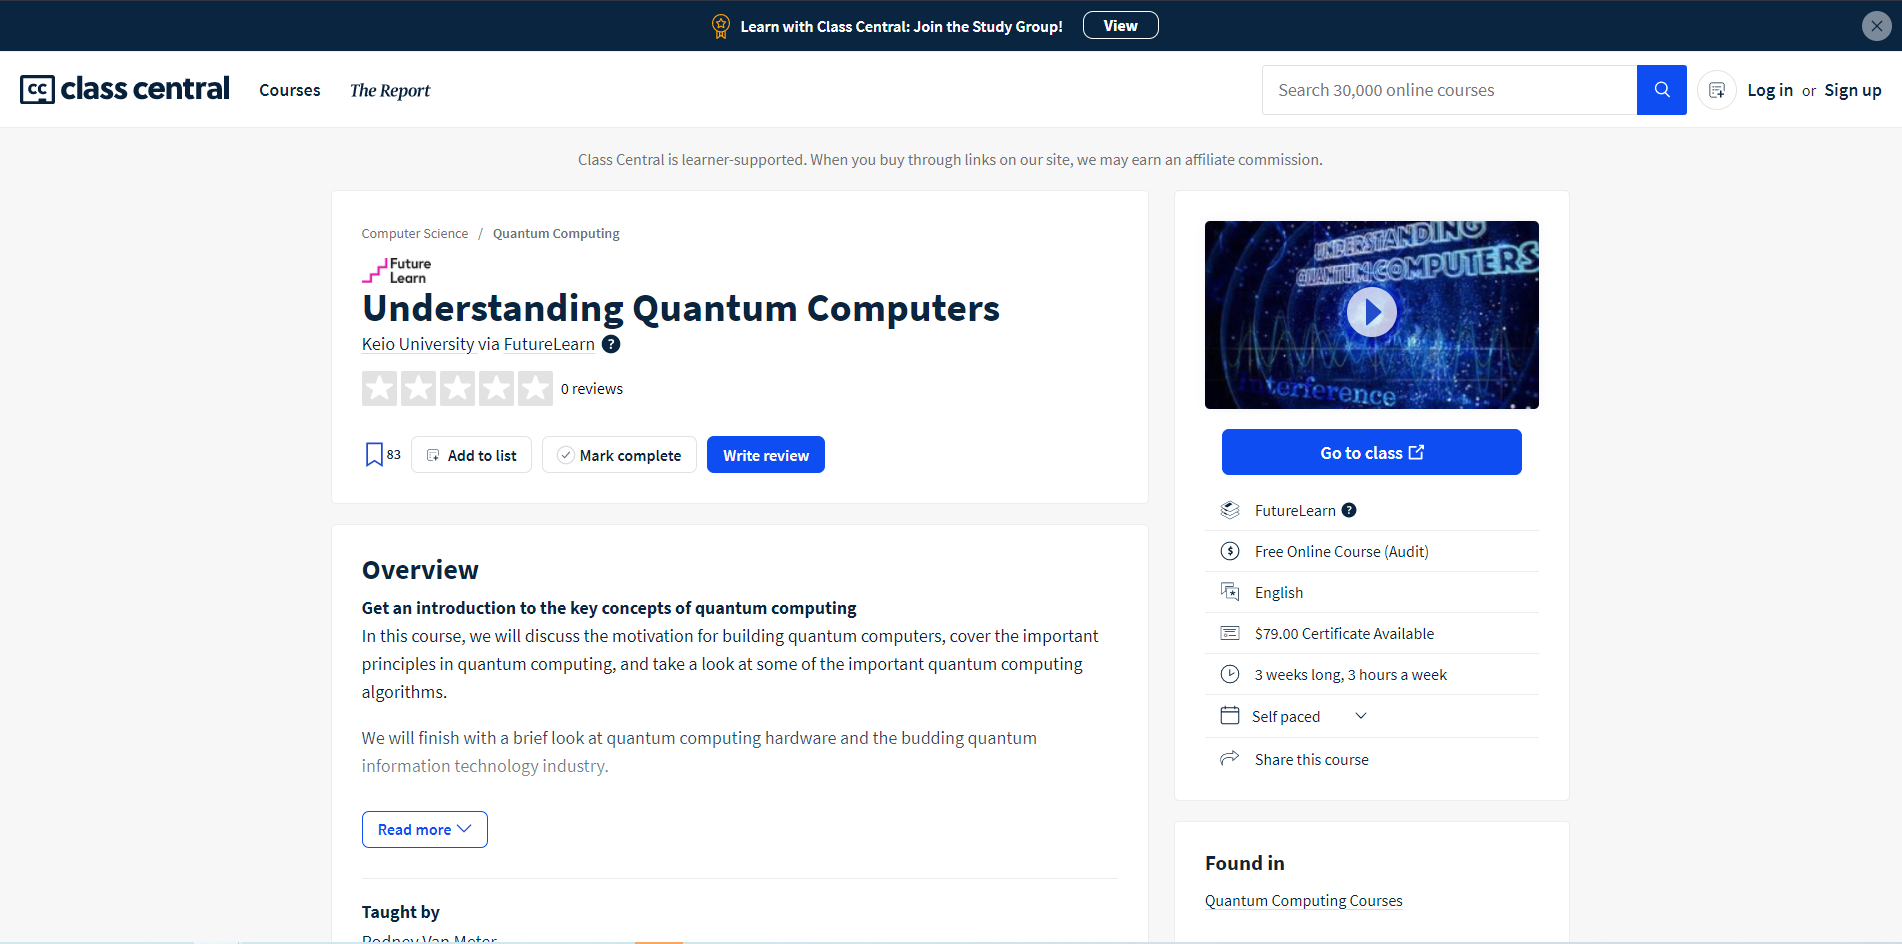 Learn with Class Central: Join the Study Group!
View
cc class central
Courses
The Report
Search 30,000 online courses
Log in or Sign up
Class Central is learner-supported. When you buy through links on our site, we may earn an affiliate commission.
Computer Science / Quantum Computing
Future
Learn
Understanding Quantum Computers
Keio University via FutureLearn ?
0 reviews
83
Add to list
Mark complete
Write review
Overview
Get an introduction to the key concepts of quantum computing
In this course, we will discuss the motivation for building quantum computers, cover the important
principles in quantum computing, and take a look at some of the important quantum computing
algorithms.
We will finish with a brief look at quantum computing hardware and the budding quantum
information technology industry.
Read more
Taught by
Rodney Van Meter
UNDERSTANDING
QUANTUM COMPUTERS
interference
Go to class
FutureLearn ?
$ Free Online Course (Audit)
English
$79.00 Certificate Available
3 weeks long, 3 hours a week
Self paced
Share this course
Found in
Quantum Computing Courses